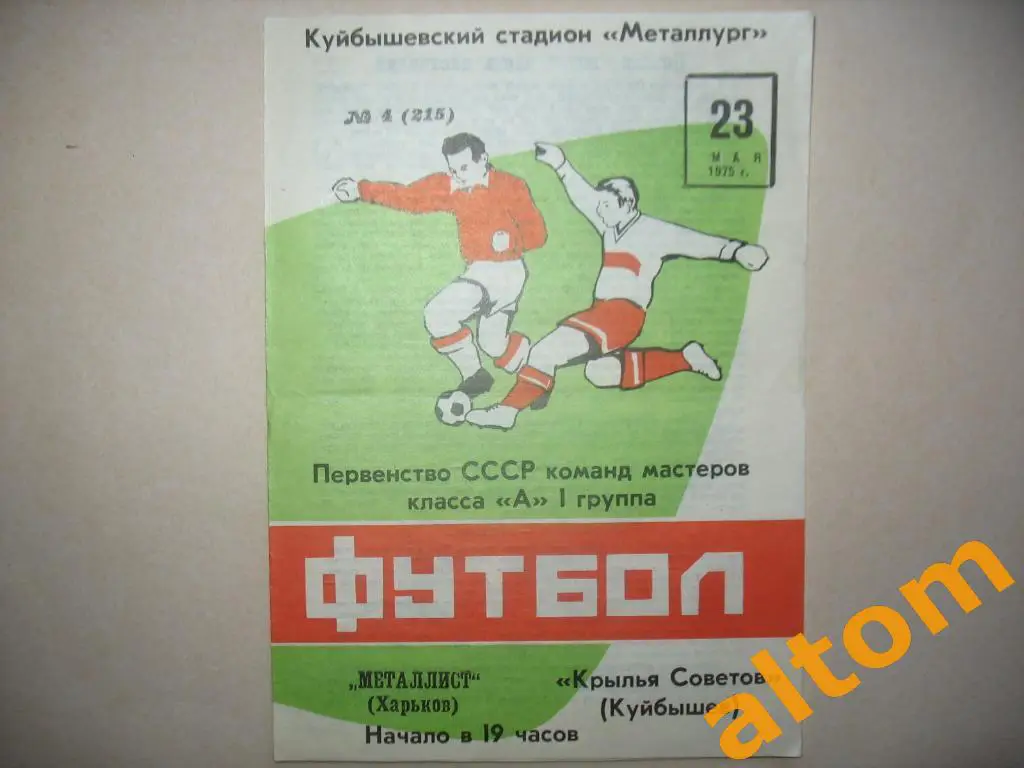 Куйбышевский стадион «Металлург»
№ 4 (215)
23
МАЯ
1975 г.
Первенство СССР команд мастеров
класса «А» I группа
ФУТБОЛ
„МЕТАЛЛИСТ“
(Харьков)
«Крылья Советов»
(Куйбышев)
Начало в 19 часов
altom